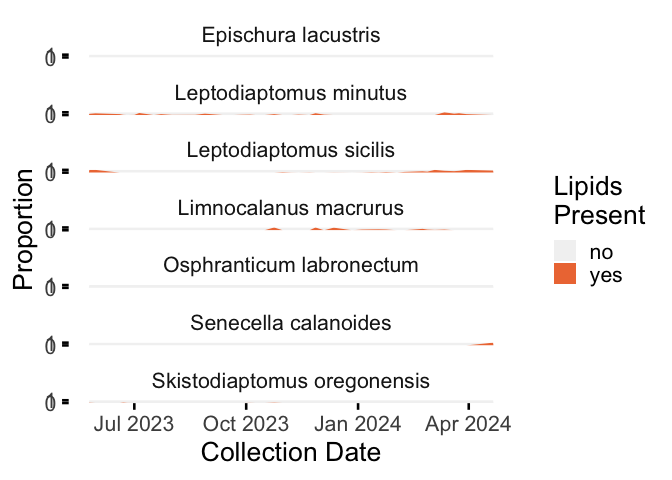 Epischura lacustris
Leptodiaptomus minutus
Leptodiaptomus sicilis
Limnocalanus macrurus
Osphranticum labronectum
Senecella calanoides
Skistodiaptomus oregonensis
Jul 2023 Oct 2023 Jan 2024 Apr 2024
Collection Date
Proportion
Lipids
Present
no
yes